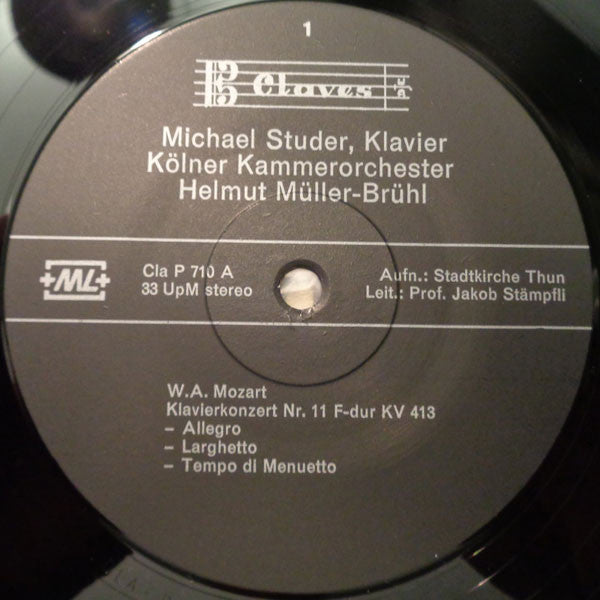 1
Claves
Michael Studer, Klavier
Kölner Kammerorchester
Helmut Müller-Brühl
+ML+
Cla P 710 A
33 UpM stereo
Aufn.: Stadtkirche Thun
Leit.: Prof. Jakob Stämpfli
W.A. Mozart
Klavierkonzert Nr. 11 F-dur KV 413
– Allegro
– Larghetto
– Tempo di Menuetto